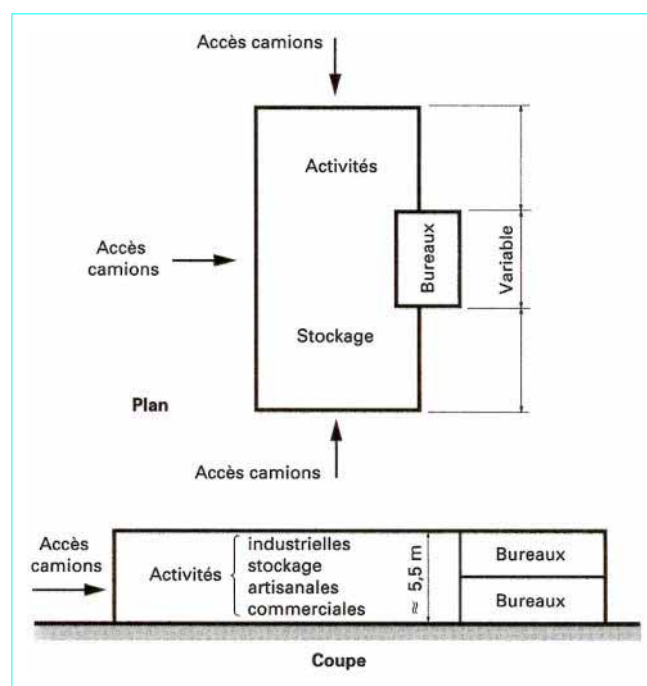 Accès camions
Activités
Accès
camions
Bureaux
Variable
Stockage
Plan
Accès camions
Accès
camions
Activités
industrielles
stockage
artisanales
commerciales
≈ 5,5 m
Bureaux
Bureaux
Coupe